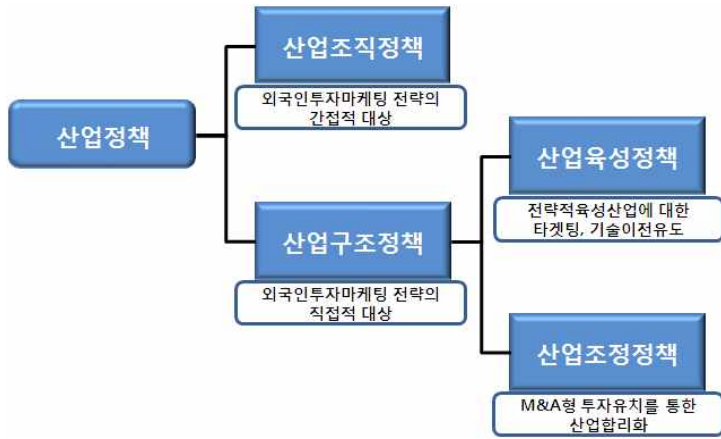 산업정책
산업조직정책
외국인투자마케팅 전략의
간접적 대상
산업구조정책
외국인투자마케팅 전략의
직접적 대상
산업육성정책
전략적육성산업에 대한
타겟팅, 기술이전유도
산업조정정책
M&A형 투자유치를 통한
산업합리화